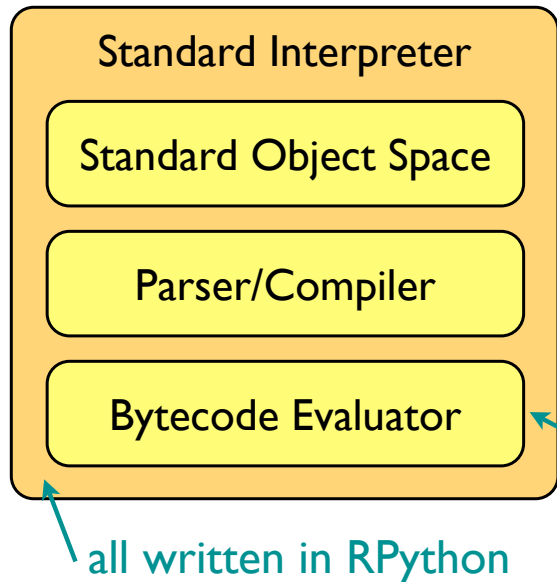 Standard Interpreter
Standard Object Space
Parser/Compiler
Bytecode Evaluator
all written in RPython